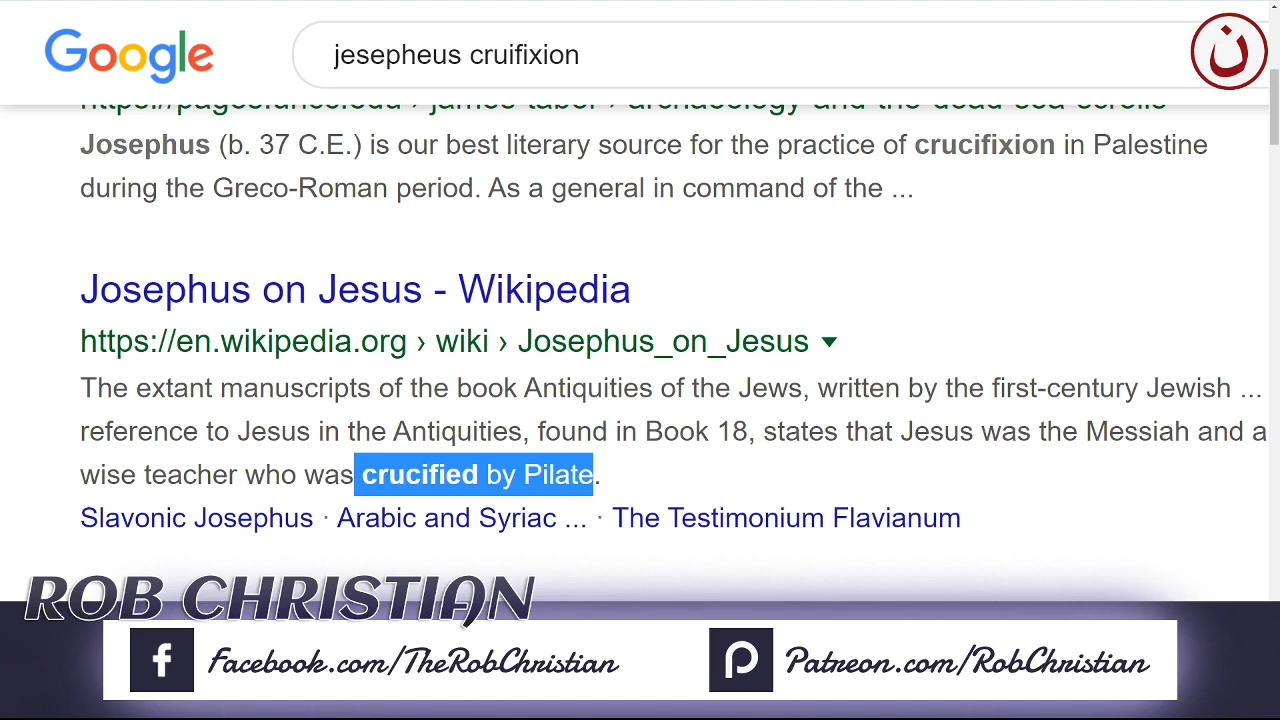 Google
jesepheus cruifixion
ن
Josephus (b. 37 C.E.) is our best literary source for the practice of crucifixion in Palestine
during the Greco-Roman period. As a general in command of the ...
Josephus on Jesus - Wikipedia
https://en.wikipedia.org › wiki › Josephus_on_Jesus
The extant manuscripts of the book Antiquities of the Jews, written by the first-century Jewish ...
reference to Jesus in the Antiquities, found in Book 18, states that Jesus was the Messiah and a
wise teacher who was crucified by Pilate.
Slavonic Josephus · Arabic and Syriac ... · The Testimonium Flavianum
ROB CHRISTIAN
Facebook.com/TheRobChristian
Patreon.com/RobChristian